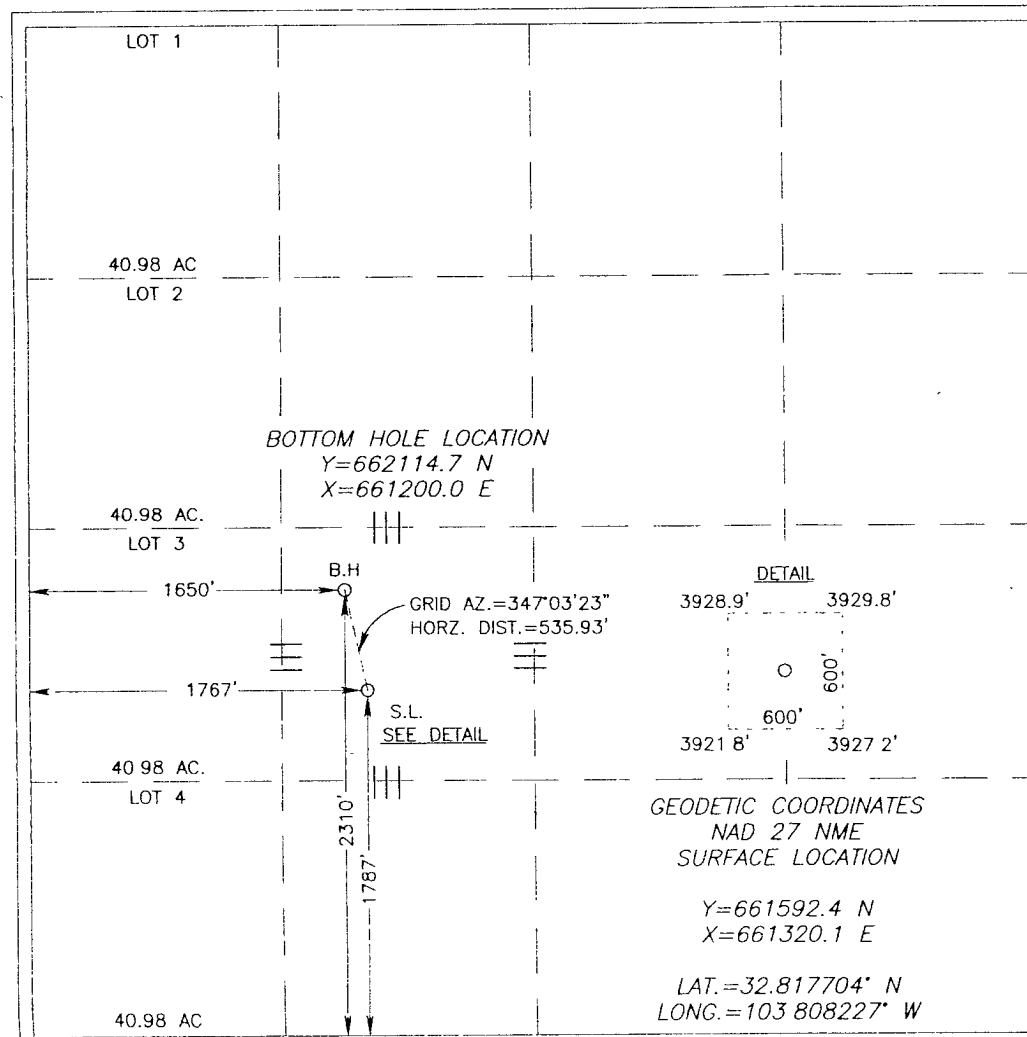 LOT 1
40.98 AC
LOT 2
BOTTOM HOLE LOCATION
Y=662114.7 N
X=661200.0 E
40.98 AC.
LOT 3
B.H
1650'
GRID AZ.=347°03'23"
HORZ. DIST.=535.93'
DETAIL
3928.9' 3929.8'
600'
600'
3921 8' 3927 2'
1767'
S.L.
SEE DETAIL
40 98 AC.
LOT 4
2310'
1787'
GEODETIC COORDINATES
NAD 27 NME
SURFACE LOCATION
Y=661592.4 N
X=661320.1 E
LAT.=32.817704° N
LONG.=103 808227° W
40.98 AC